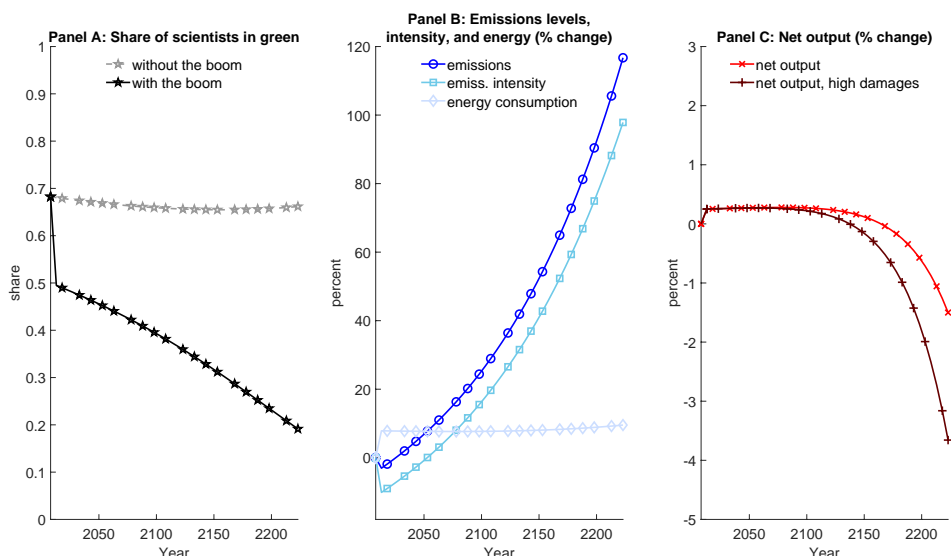 Panel A: Share of scientists in green
without the boom
with the boom
1
0.9
0.8
0.7
0.6
0.5
0.4
0.3
0.2
0.1
0
share
2050
2100
2150
2200
Year
Panel B: Emissions levels,
intensity, and energy (% change)
emissions
emiss. intensity
energy consumption
120
100
80
60
40
20
0
percent
2050
2100
2150
2200
Year
Panel C: Net output (% change)
net output
net output, high damages
3
2
1
0
-1
-2
-3
-4
-5
percent
2050
2100
2150
2200
Year